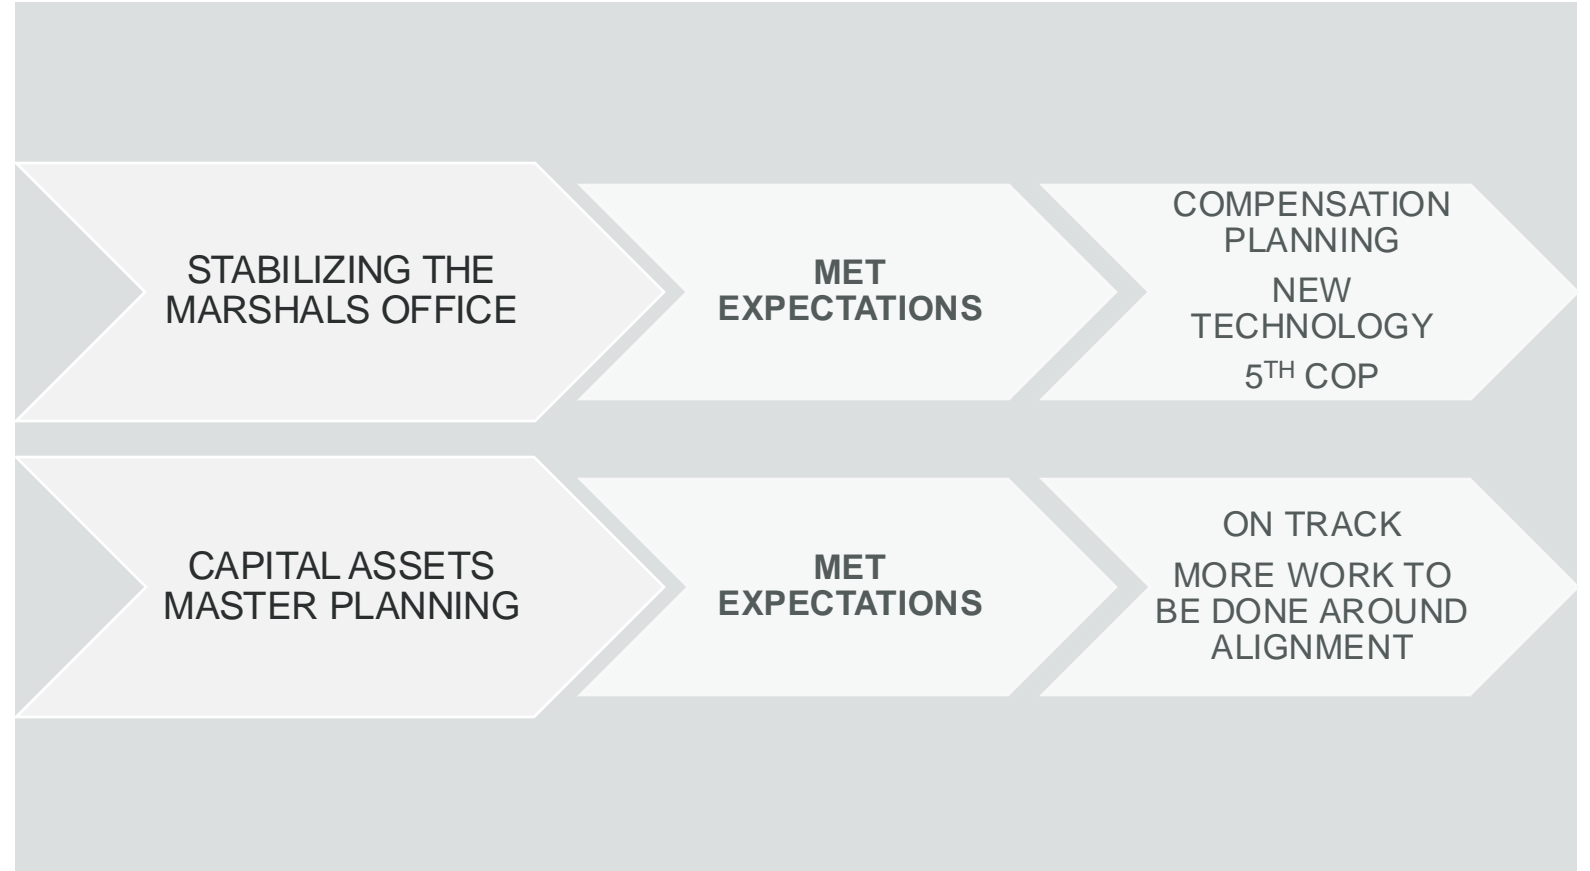 STABILIZING THE
MARSHALS OFFICE
MET
EXPECTATIONS
COMPENSATION
PLANNING
NEW
TECHNOLOGY
5TH COP
CAPITAL ASSETS
MASTER PLANNING
MET
EXPECTATIONS
ON TRACK
MORE WORK TO
BE DONE AROUND
ALIGNMENT